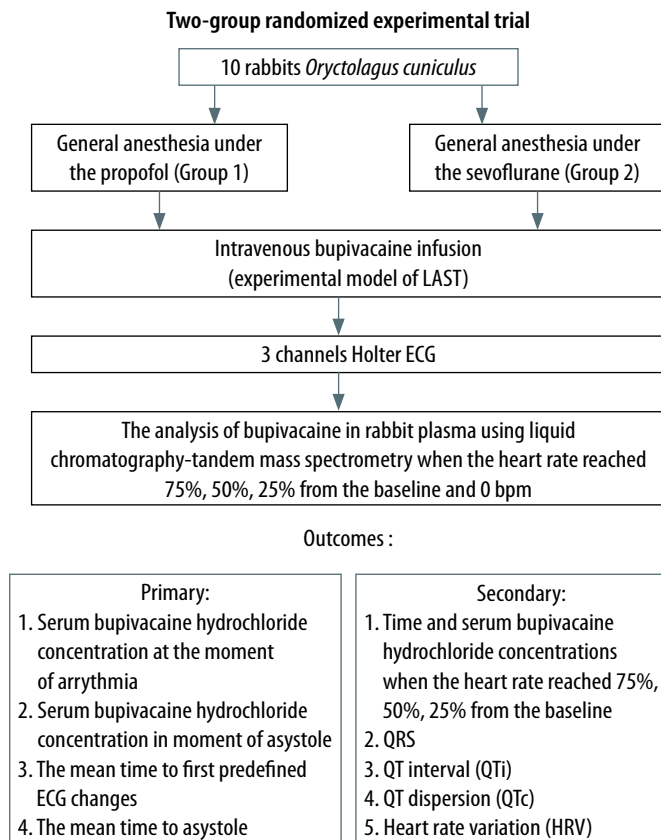 Two-group randomized experimental trial
10 rabbits Oryctolagus cuniculus
General anesthesia under
the propofol (Group 1)
General anesthesia under
the sevoflurane (Group 2)
Intravenous bupivacaine infusion
(experimental model of LAST)
3 channels Holter ECG
The analysis of bupivacaine in rabbit plasma using liquid
chromatography-tandem mass spectrometry when the heart rate reached
75%, 50%, 25% from the baseline and 0 bpm
Outcomes :
Primary:
1. Serum bupivacaine hydrochloride
concentration at the moment
of arrythmia
2. Serum bupivacaine hydrochloride
concentration in moment of asystole
3. The mean time to first predefined
ECG changes
4. The mean time to asystole
Secondary:
1. Time and serum bupivacaine
hydrochloride concentrations
when the heart rate reached 75%,
50%, 25% from the baseline
2. QRS
3. QT interval (QTi)
4. QT dispersion (QTc)
5. Heart rate variation (HRV)